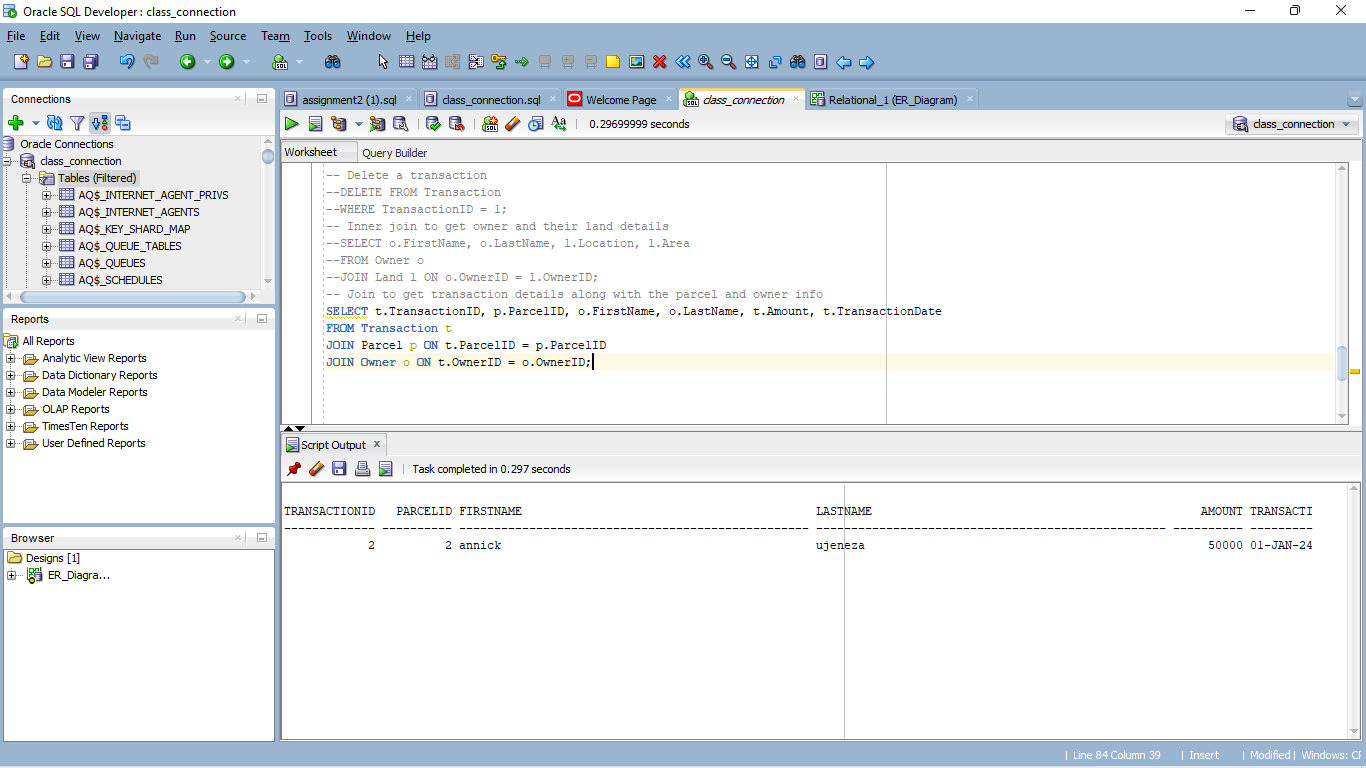 Oracle SQL Developer : class_connection
File Edit View Navigate Run Source Team Tools Window Help
Connections
Oracle Connections
class_connection
Tables (Filtered)
AQ$_INTERNET_AGENT_PRIVS
AQ$_INTERNET_AGENTS
AQ$_KEY_SHARD_MAP
AQ$_QUEUE_TABLES
AQ$_QUEUES
AQ$_SCHEDULES
Reports
All Reports
Analytic View Reports
Data Dictionary Reports
Data Modeler Reports
OLAP Reports
TimesTen Reports
User Defined Reports
Browser
Designs [1]
ER_Diagra...
assignment2 (1).sql class_connection.sql Welcome Page class_connection Relational_1 (ER_Diagram)
0.29699999 seconds class_connection
Worksheet Query Builder
-- Delete a transaction
--DELETE FROM Transaction
--WHERE TransactionID = 1;
-- Inner join to get owner and their land details
--SELECT o.FirstName, o.LastName, l.Location, l.Area
--FROM Owner o
--JOIN Land l ON o.OwnerID = l.OwnerID;
-- Join to get transaction details along with the parcel and owner info
SELECT t.TransactionID, p.ParcelID, o.FirstName, o.LastName, t.Amount, t.TransactionDate
FROM Transaction t
JOIN Parcel p ON t.ParcelID = p.ParcelID
JOIN Owner o ON t.OwnerID = o.OwnerID;
Script Output
Task completed in 0.297 seconds
TRANSACTIONID PARCELID FIRSTNAME LASTNAME AMOUNT TRANSACTI
2 2 annick ujeneza 50000 01-JAN-24
Line 84 Column 39 Insert Modified Windows: CF